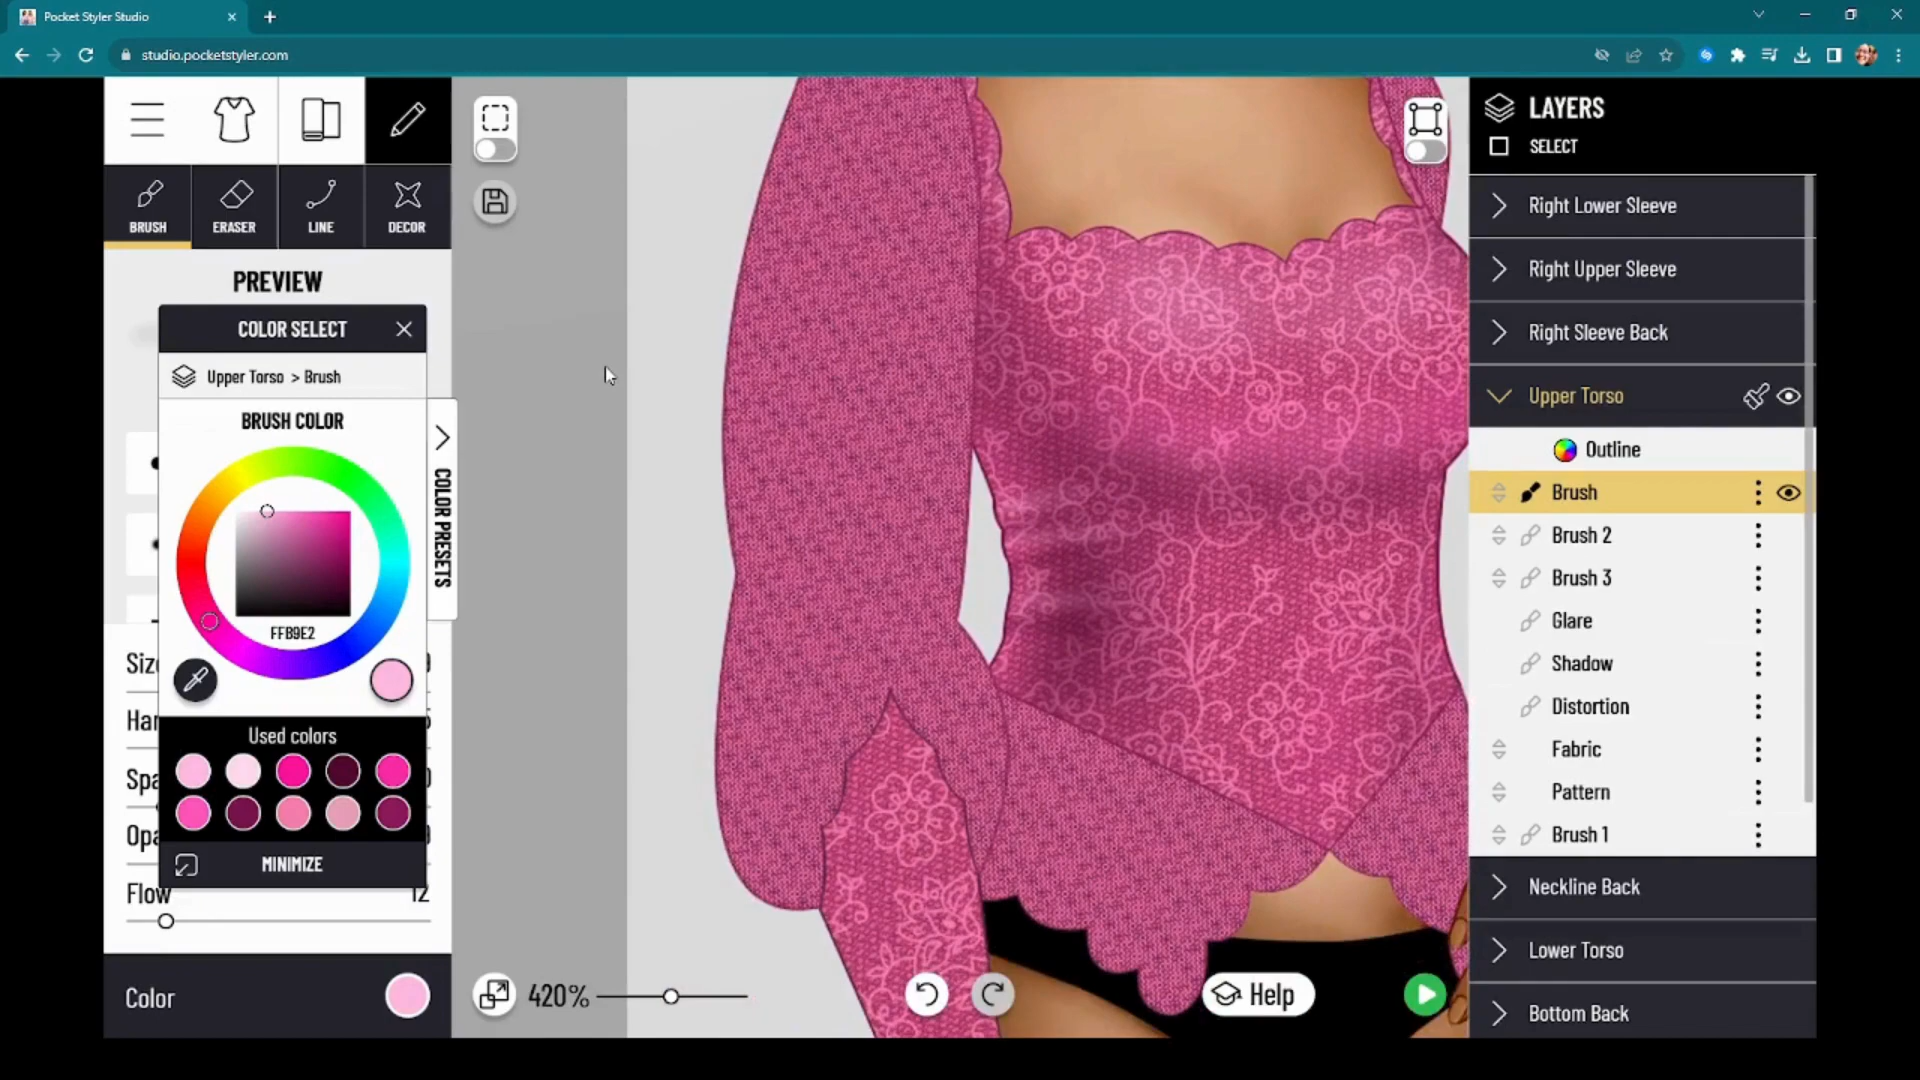 Pocket Styler Studio
studio.pocketstyler.com
BRUSH
ERASER
LINE
DECOR
PREVIEW
COLOR SELECT
Upper Torso > Brush
BRUSH COLOR
COLOR PRESETS
FFB9E2
Used colors
MINIMIZE
Flow
12
Color
420%
Help
LAYERS
SELECT
Right Lower Sleeve
Right Upper Sleeve
Right Sleeve Back
Upper Torso
Outline
Brush
Brush 2
Brush 3
Glare
Shadow
Distortion
Fabric
Pattern
Brush 1
Neckline Back
Lower Torso
Bottom Back